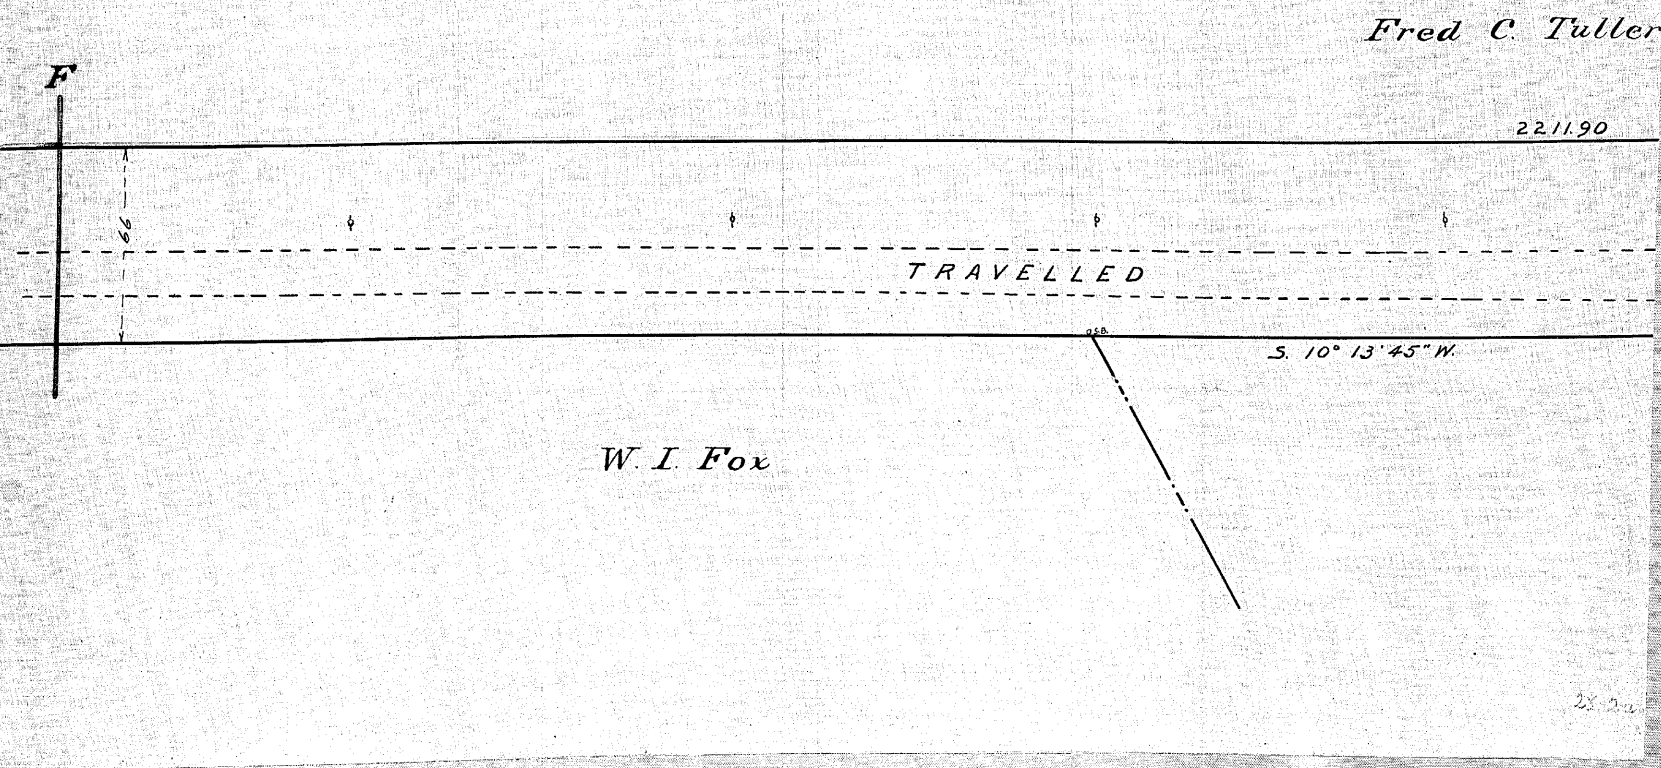 Fred C. Tuller
F
2211.90
66
TRAVELLED
O.S.B.
S. 10° 13' 45" W.
W. I. Fox